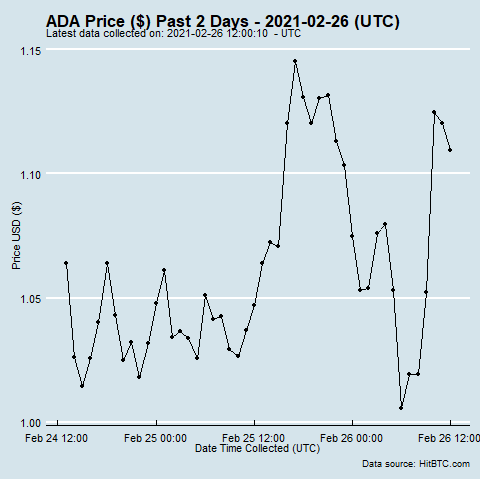 ADA Price ($) Past 2 Days - 2021-02-26 (UTC)
Latest data collected on: 2021-02-26 12:00:10  - UTC
1.15
1.10
1.05
1.00
Price USD ($)
Feb 24 12:00 Feb 25 00:00 Feb 25 12:00 Feb 26 00:00 Feb 26 12:00
Date Time Collected (UTC)
Data source: HitBTC.com